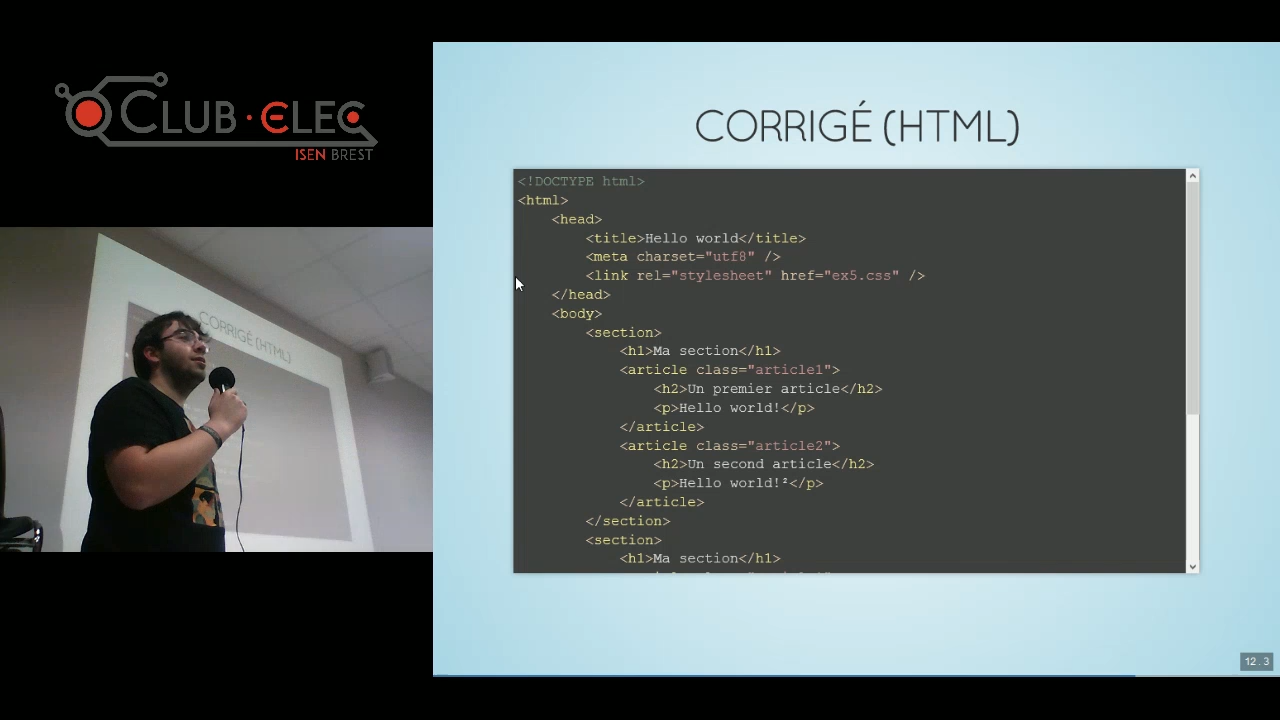 CLUB·ELEC
ISEN BREST
CORRIGÉ (HTML)
CORRIGÉ (HTML)
<!DOCTYPE html>
<html>
    <head>
        <title>Hello world</title>
        <meta charset="utf8" />
        <link rel="stylesheet" href="ex5.css" />
    </head>
    <body>
        <section>
            <h1>Ma section</h1>
            <article class="article1">
                <h2>Un premier article</h2>
                <p>Hello world!</p>
            </article>
            <article class="article2">
                <h2>Un second article</h2>
                <p>Hello world!²</p>
            </article>
        </section>
        <section>
            <h1>Ma section</h1>
12.3